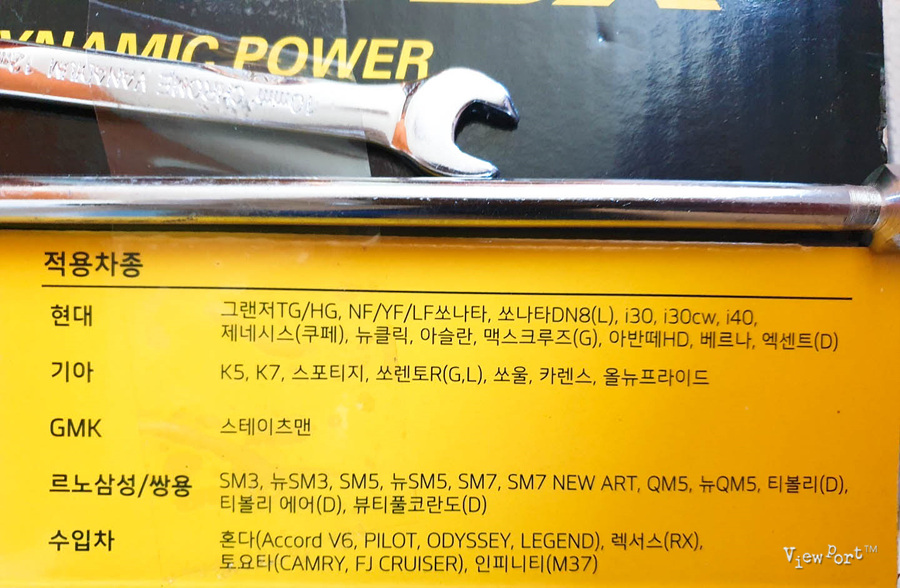 DYNAMIC POWER
10mm CHROME VANADIUM
적용차종
현대 그랜저TG/HG, NF/YF/LF쏘나타, 쏘나타DN8(L), i30, i30cw, i40,
제네시스(쿠페), 뉴클릭, 아슬란, 맥스크루즈(G), 아반떼HD, 베르나, 엑센트(D)
기아 K5, K7, 스포티지, 쏘렌토R(G,L), 쏘울, 카렌스, 올뉴프라이드
GMK 스테이츠맨
르노삼성/쌍용 SM3, 뉴SM3, SM5, 뉴SM5, SM7, SM7 NEW ART, QM5, 뉴QM5, 티볼리(D),
티볼리 에어(D), 뷰티풀코란도(D)
수입차 혼다(Accord V6, PILOT, ODYSSEY, LEGEND), 렉서스(RX),
토요타(CAMRY, FJ CRUISER), 인피니티(M37)
ViewPort™